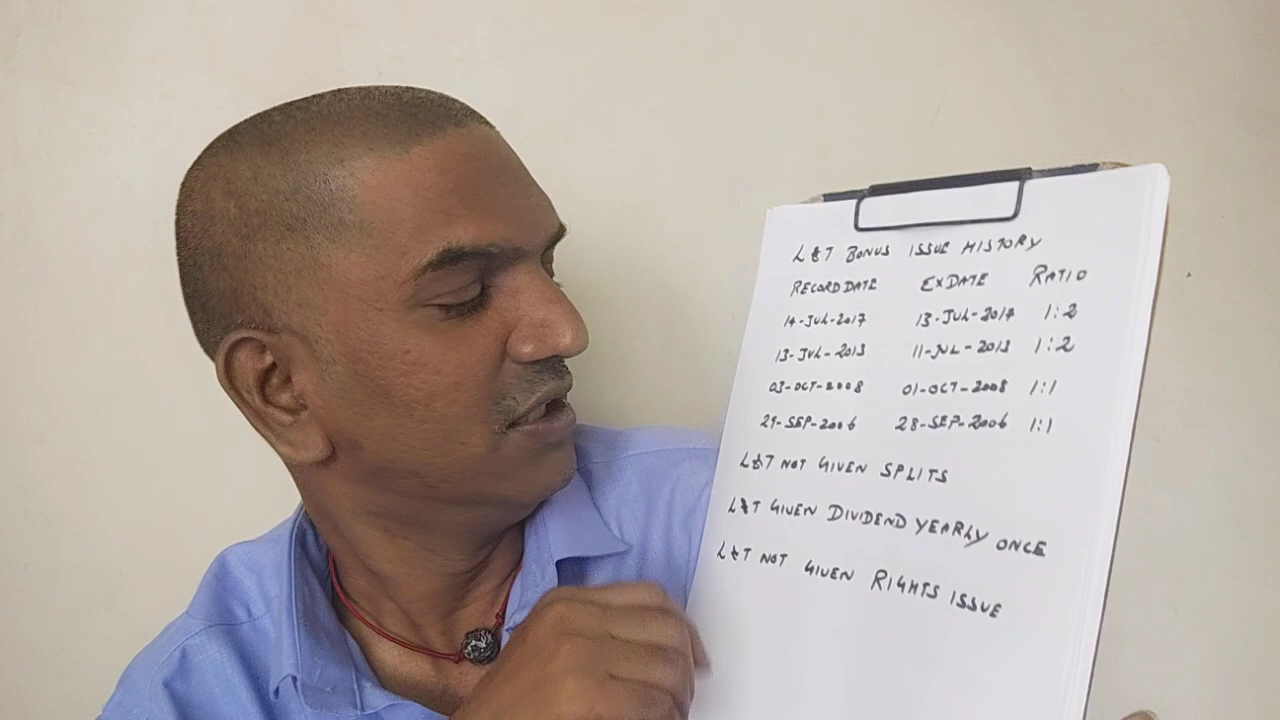 L&T BONUS ISSUE HISTORY
RECORD DATE EXDATE RATIO
14-JUL-2017 13-JUL-2017 1:2
13-JUL-2013 11-JUL-2013 1:2
03-OCT-2008 01-OCT-2008 1:1
29-SEP-2006 28-SEP-2006 1:1
L&T NOT GIVEN SPLITS
L&T GIVEN DIVIDEND YEARLY ONCE
L&T NOT GIVEN RIGHTS ISSUE